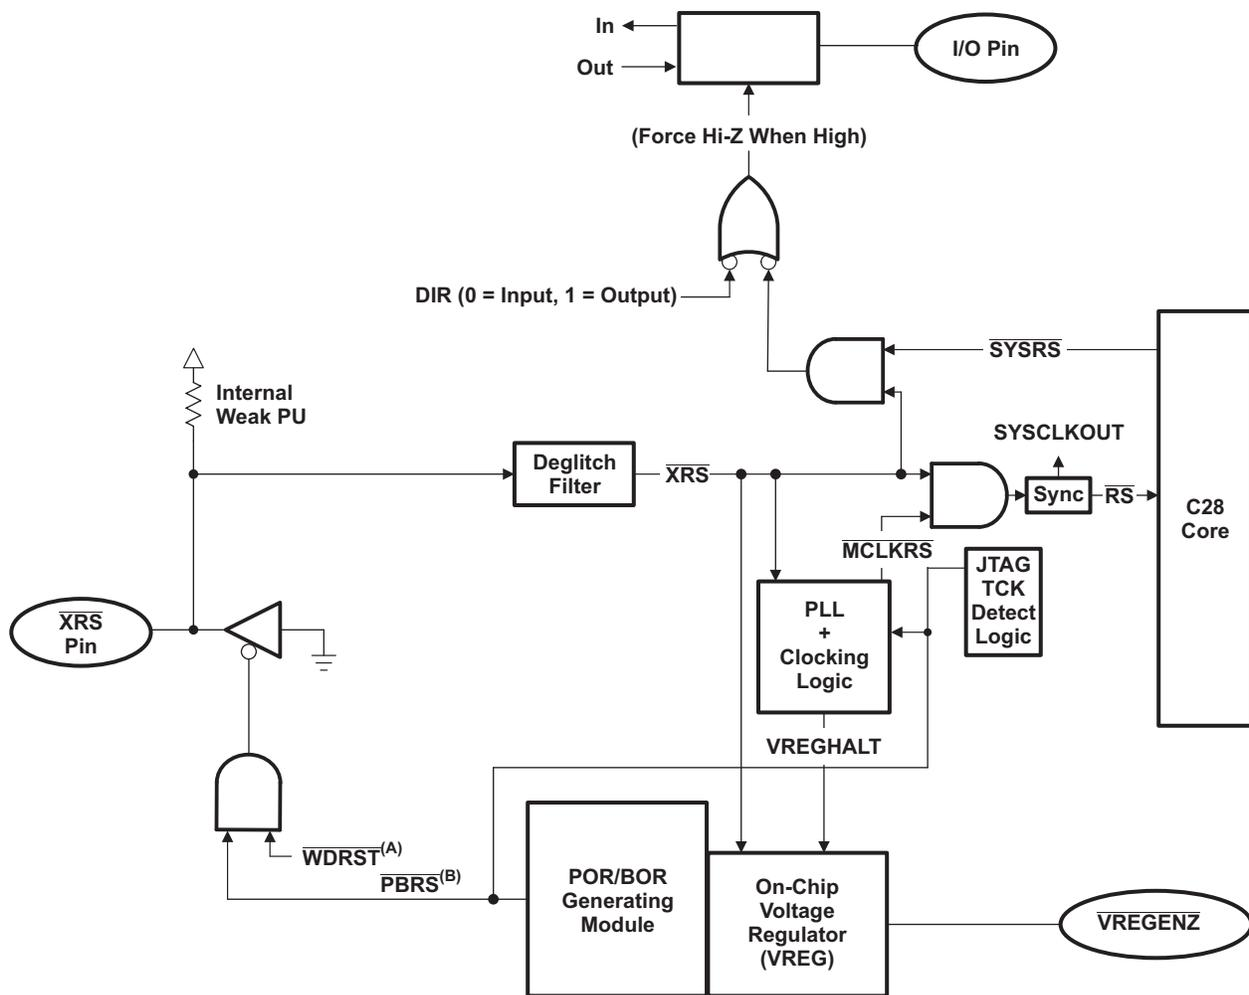 In
Out
I/O Pin
(Force Hi-Z When High)
DIR (0 = Input, 1 = Output)
SYSRS
Internal
Weak PU
SYSCLKOUT
Deglitch
Filter
XRS
Sync
RS
C28
Core
MCLKRS
JTAG
TCK
Detect
Logic
XRS
Pin
PLL
+
Clocking
Logic
VREGHALT
WDRST(A)
PBRS(B)
POR/BOR
Generating
Module
On-Chip
Voltage
Regulator
(VREG)
VREGENZ